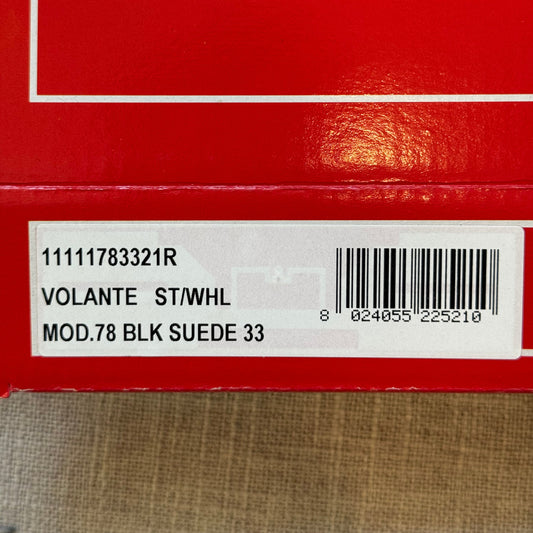 11111783321R
VOLANTE ST/WHL
MOD.78 BLK SUEDE 33
8 024055 225210